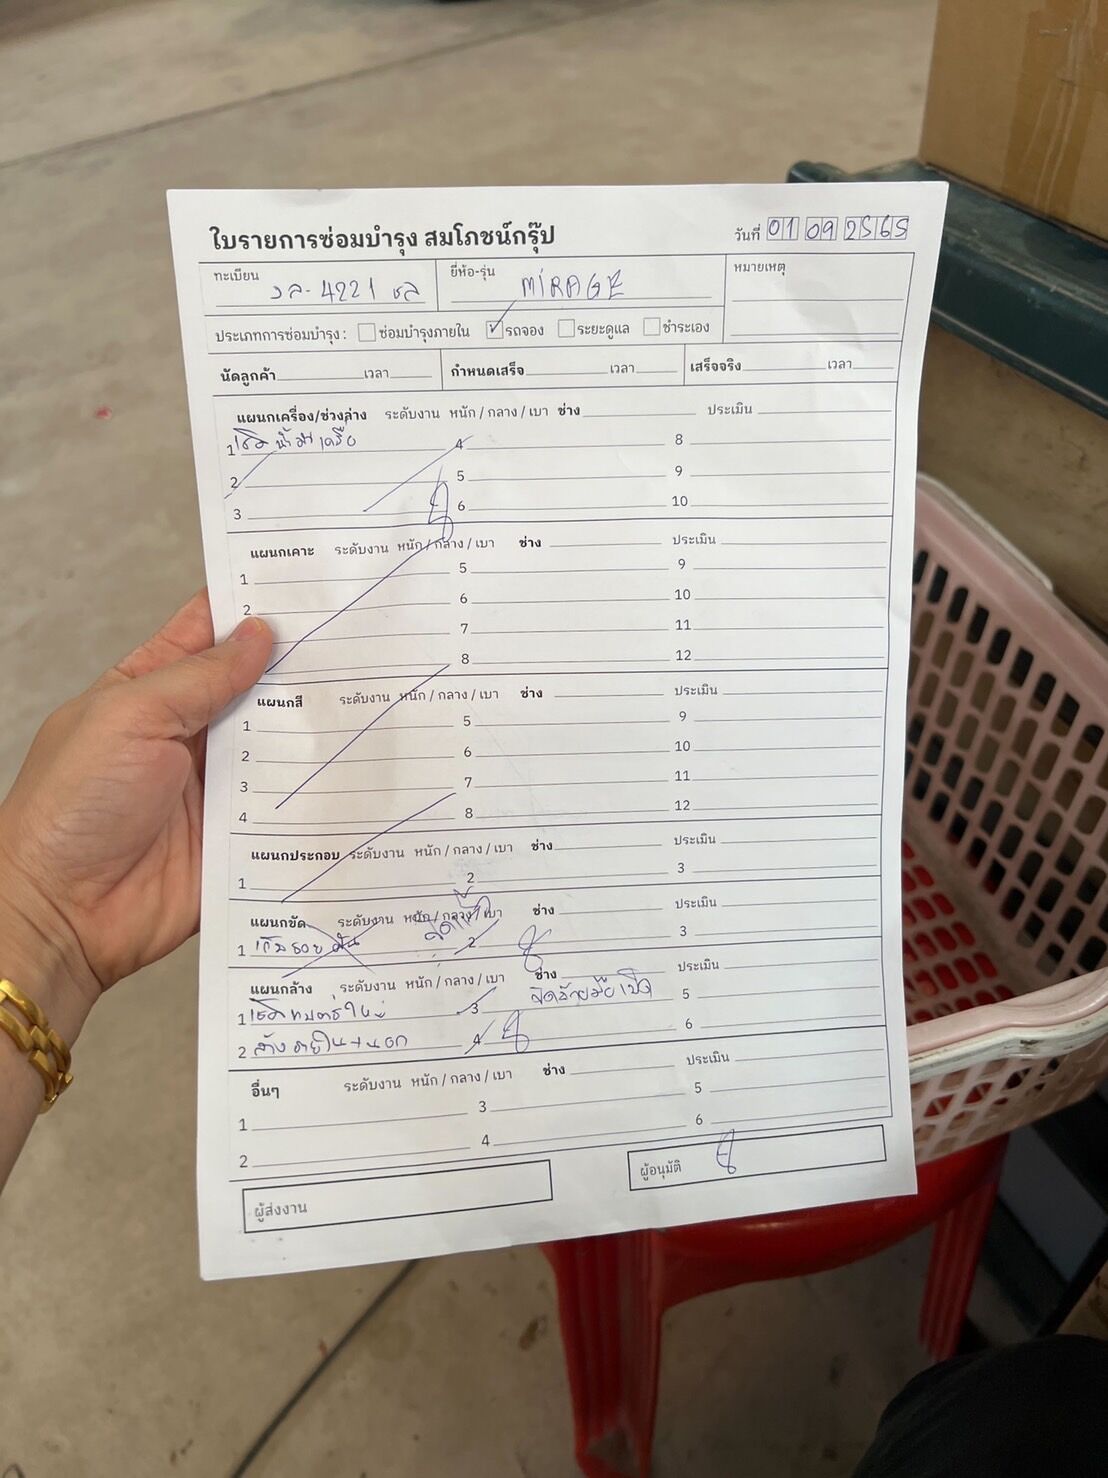 ใบรายการซ่อมบำรุง สมโภชน์กรุ๊ป
วันที่ 01 09 2565
ทะเบียน
4221 ชล
ยี่ห้อ-รุ่น MIRAGE
หมายเหตุ
ประเภทการซ่อมบำรุง : ซ่อมบำรุงภายใน ✓ รถจอง ระยะดูแล ชำระเอง
นัดลูกค้า เวลา กำหนดเสร็จ เวลา เสร็จจริง เวลา
แผนกเครื่อง/ช่วงล่าง ระดับงาน หนัก / กลาง / เบา ช่าง ประเมิน
1 4 8
2 5 9
3 6 10
แผนกเคาะ ระดับงาน หนัก / กลาง / เบา ช่าง ประเมิน
1 5 9
2 6 10
7 11
8 12
แผนกสี ระดับงาน หนัก / กลาง / เบา ช่าง ประเมิน
1 5 9
2 6 10
3 7 11
4 8 12
แผนกประกอบ ระดับงาน หนัก / กลาง / เบา ช่าง ประเมิน
1 2 3
แผนกขัด ระดับงาน หนัก / กลาง / เบา ช่าง ประเมิน
1 2 3
แผนกล้าง ระดับงาน หนัก / กลาง / เบา ช่าง ประเมิน
1 3 5
2 ล้าง ภายใน + นอก 4 6
อื่นๆ ระดับงาน หนัก / กลาง / เบา ช่าง ประเมิน
1 3 5
2 4 6
ผู้ส่งงาน
ผู้อนุมัติ